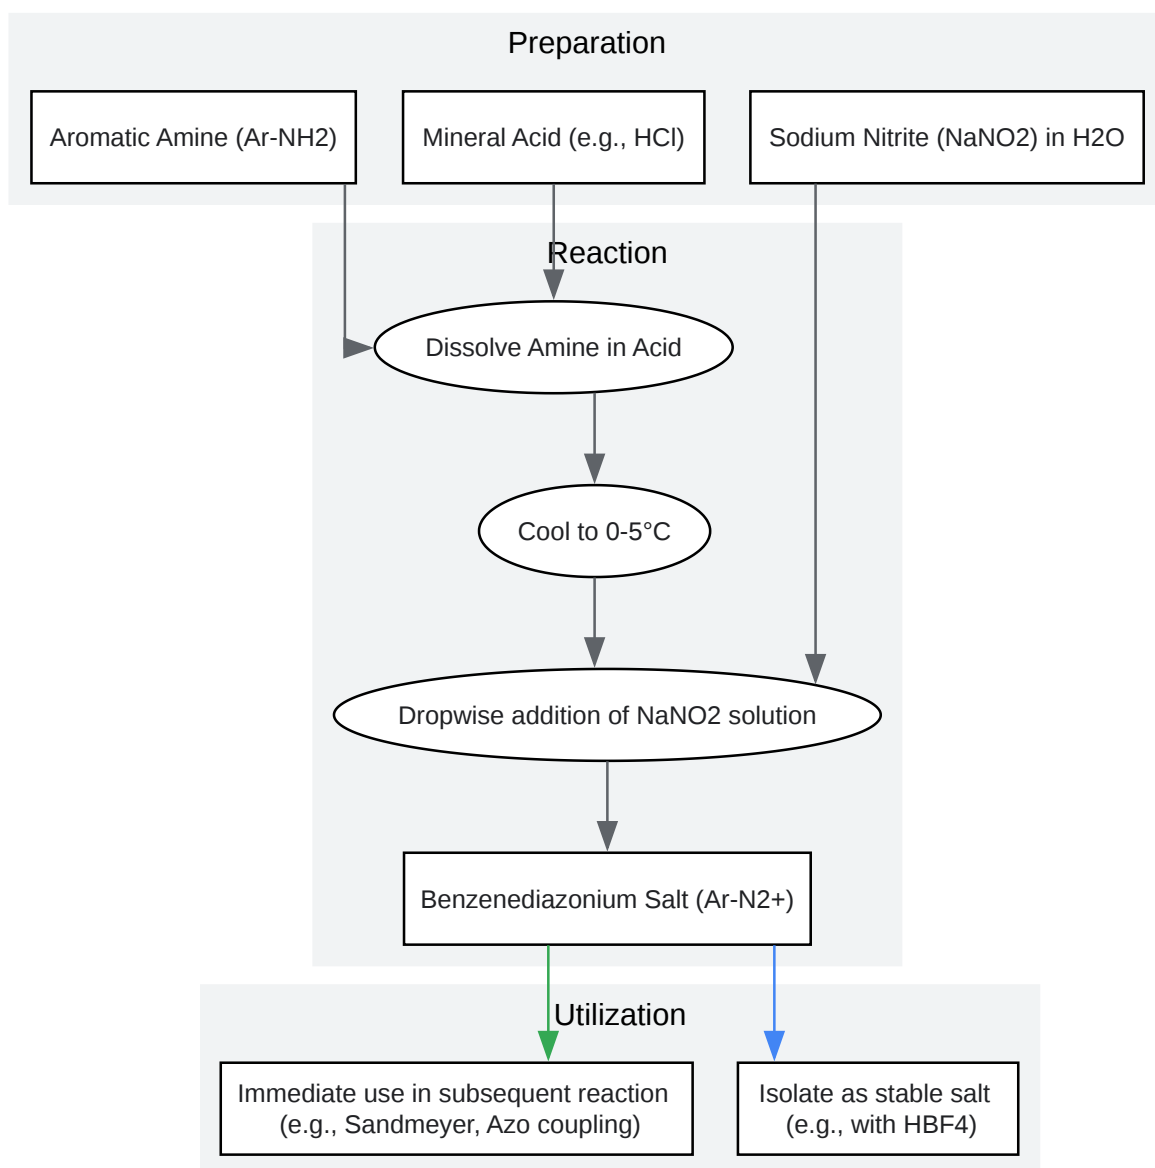 Preparation
Aromatic Amine (Ar-NH2)
Mineral Acid (e.g., HCl)
Sodium Nitrite (NaNO2) in H2O
Reaction
Dissolve Amine in Acid
Cool to 0-5°C
Dropwise addition of NaNO2 solution
Benzenediazonium Salt (Ar-N2+)
Utilization
Immediate use in subsequent reaction
(e.g., Sandmeyer, Azo coupling)
Isolate as stable salt
(e.g., with HBF4)